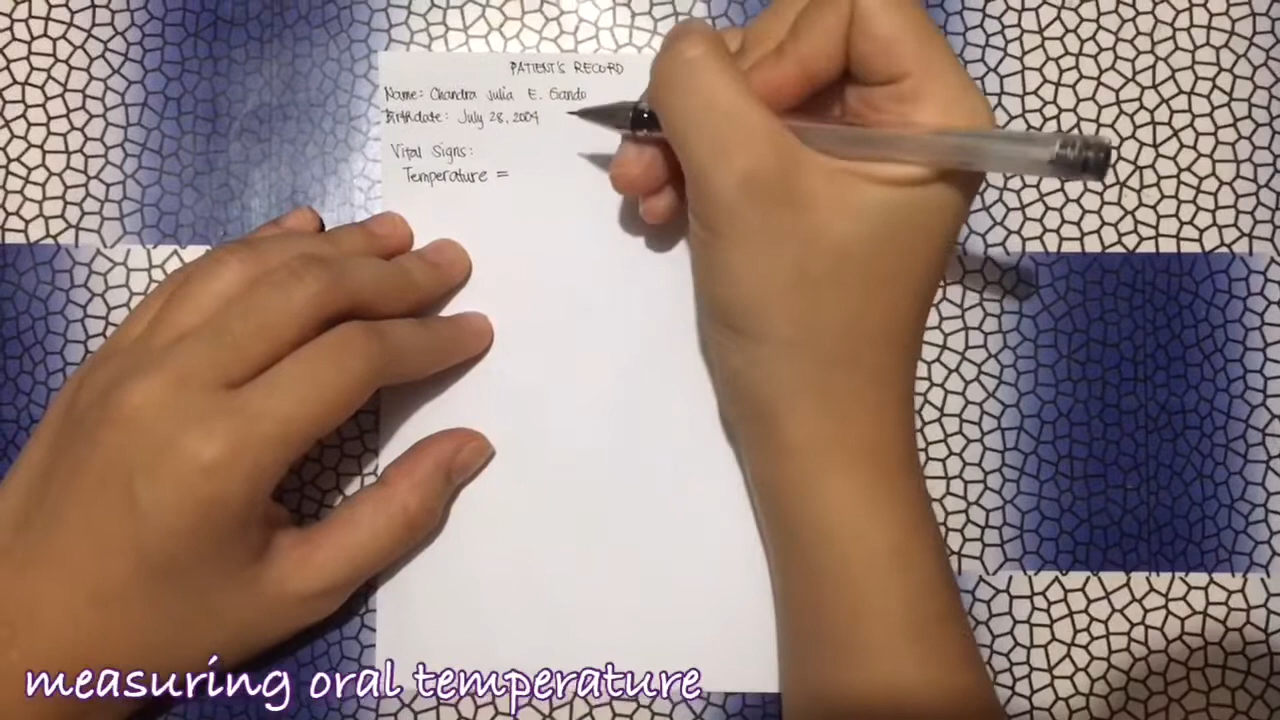 PATIENT'S RECORD
Name: Chandra Julia E. Sando
Birthdate: July 28, 2004
Vital Signs:
Temperature =
measuring oral temperature